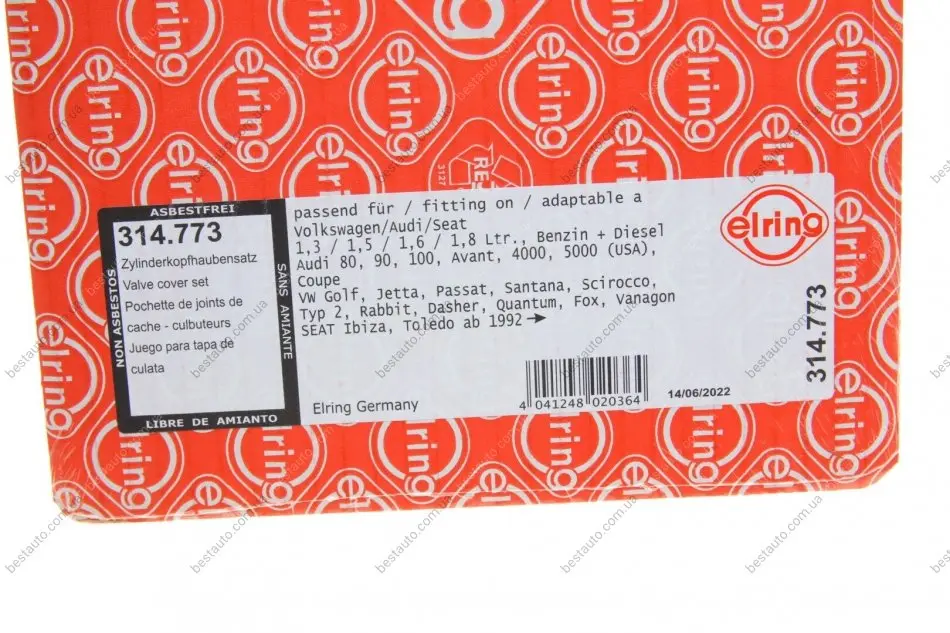 ASBESTFREI
314.773
Zylinderkopfhaubensatz
Valve cover set
Pochette de joints de
cache - culbuteurs
Juego para tapa de
culata
NON ASBESTOS
SANS AMIANTE
LIBRE DE AMIANTO
passend für / fitting on / adaptable a
Volkswagen/Audi/Seat
1,3 / 1,5 / 1,6 / 1,8 Ltr., Benzin + Diesel
Audi 80, 90, 100, Avant, 4000, 5000 (USA),
Coupe
VW Golf, Jetta, Passat, Santana, Scirocco,
Typ 2, Rabbit, Dasher, Quantum, Fox, Vanagon
SEAT Ibiza, Toledo ab 1992 →
Elring Germany
4 041248 020364
14/06/2022
elring
314.773
elring
bestauto.com.ua